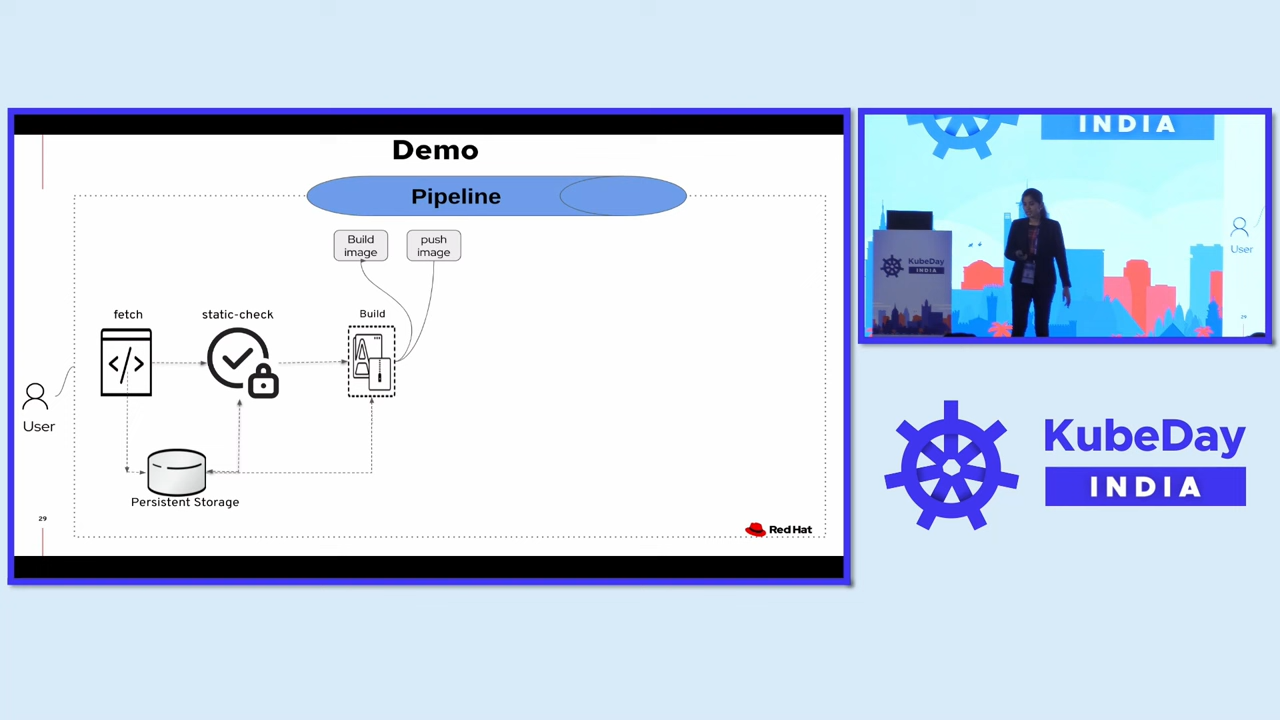 Demo
Pipeline
Build
image
push
image
fetch
static-check
Build
User
Persistent Storage
29
Red Hat
INDIA
KubeDay
INDIA
User
29
KubeDay
INDIA